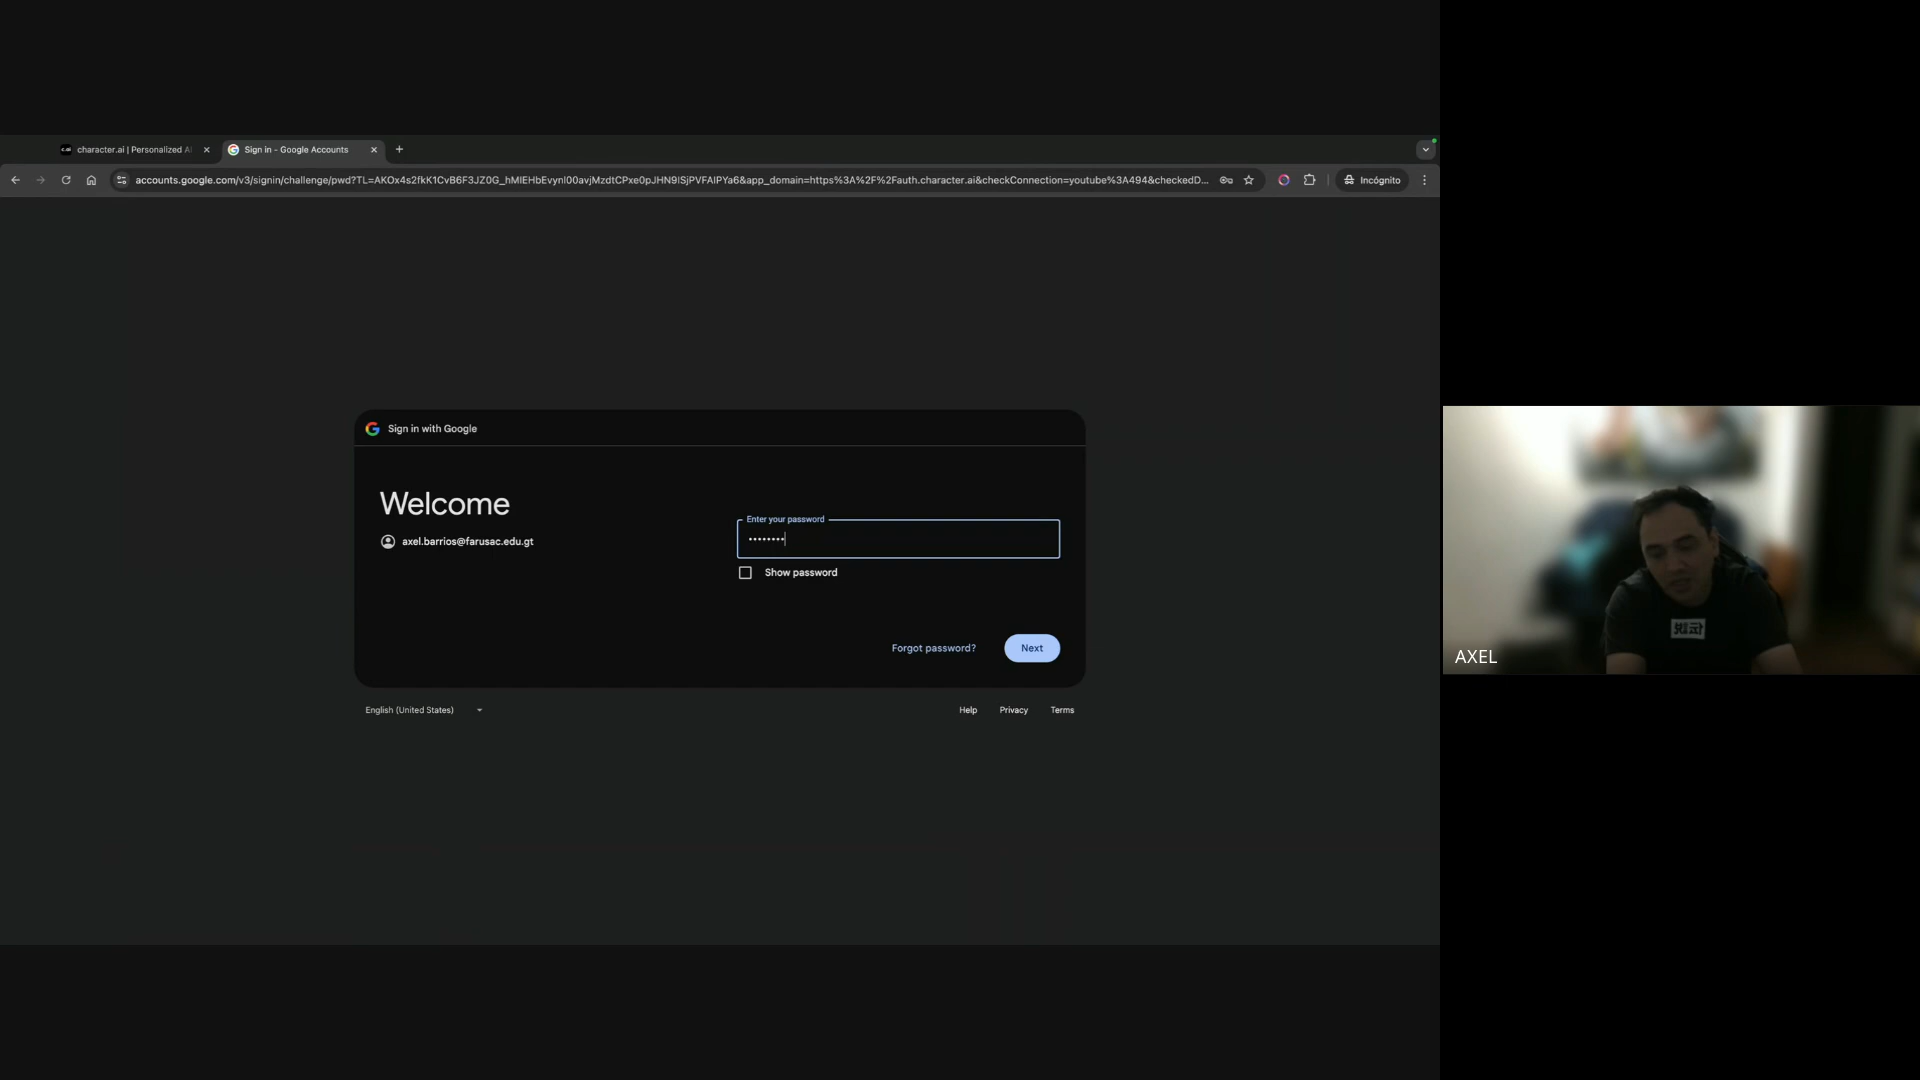 character.ai | Personalized AI
Sign in - Google Accounts
accounts.google.com/v3/signin/challenge/pwd?TL=AKOx4s2fkK1CvB6F3JZ0G_hMIEHbEvynl00avjMzdtCPxe0pJHN9ISjPVFAIPYa6&app_domain=https%3A%2F%2Fauth.character.ai&checkConnection=youtube%3A494&checkedD...
Incógnito
Sign in with Google
Welcome
axel.barrios@farusac.edu.gt
Enter your password
••••••••
Show password
Forgot password?
Next
English (United States)
Help
Privacy
Terms
AXEL